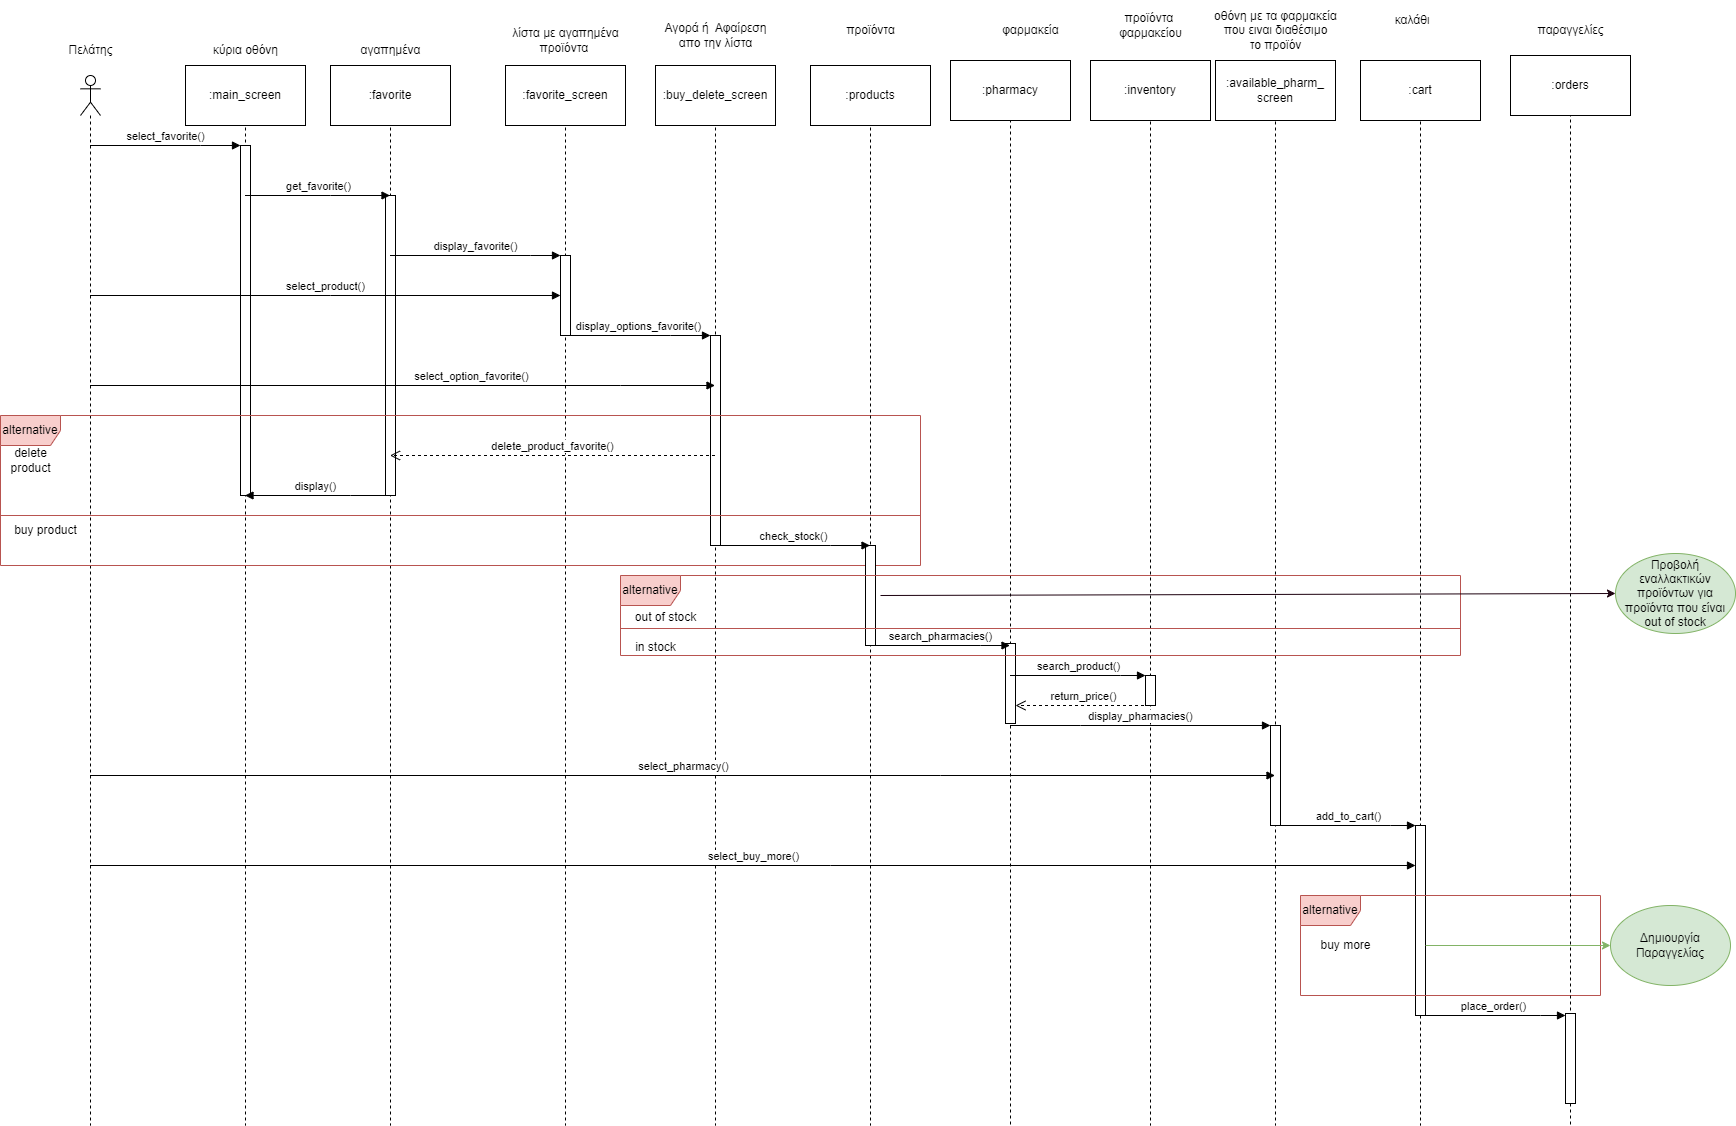 Πελάτης
κύρια οθόνη
αγαπημένα
λίστα με αγαπημένα
προϊόντα
Αγορά ή  Αφαίρεση
απο την λίστα
προϊόντα
φαρμακεία
προϊόντα
φαρμακείου
οθόνη με τα φαρμακεία
που ειναι διαθέσιμο
το προϊόν
καλάθι
παραγγελίες
:main_screen
:favorite
:favorite_screen
:buy_delete_screen
:products
:pharmacy
:inventory
:available_pharm_
screen
:cart
:orders
select_favorite()
get_favorite()
display_favorite()
select_product()
display_options_favorite()
select_option_favorite()
alternative
delete
product
delete_product_favorite()
display()
buy product
check_stock()
alternative
out of stock
Προβολή
εναλλακτικών
προϊόντων για
προϊόντα που είναι
out of stock
in stock
search_pharmacies()
search_product()
return_price()
display_pharmacies()
select_pharmacy()
add_to_cart()
select_buy_more()
alternative
buy more
Δημιουργία
Παραγγελίας
place_order()